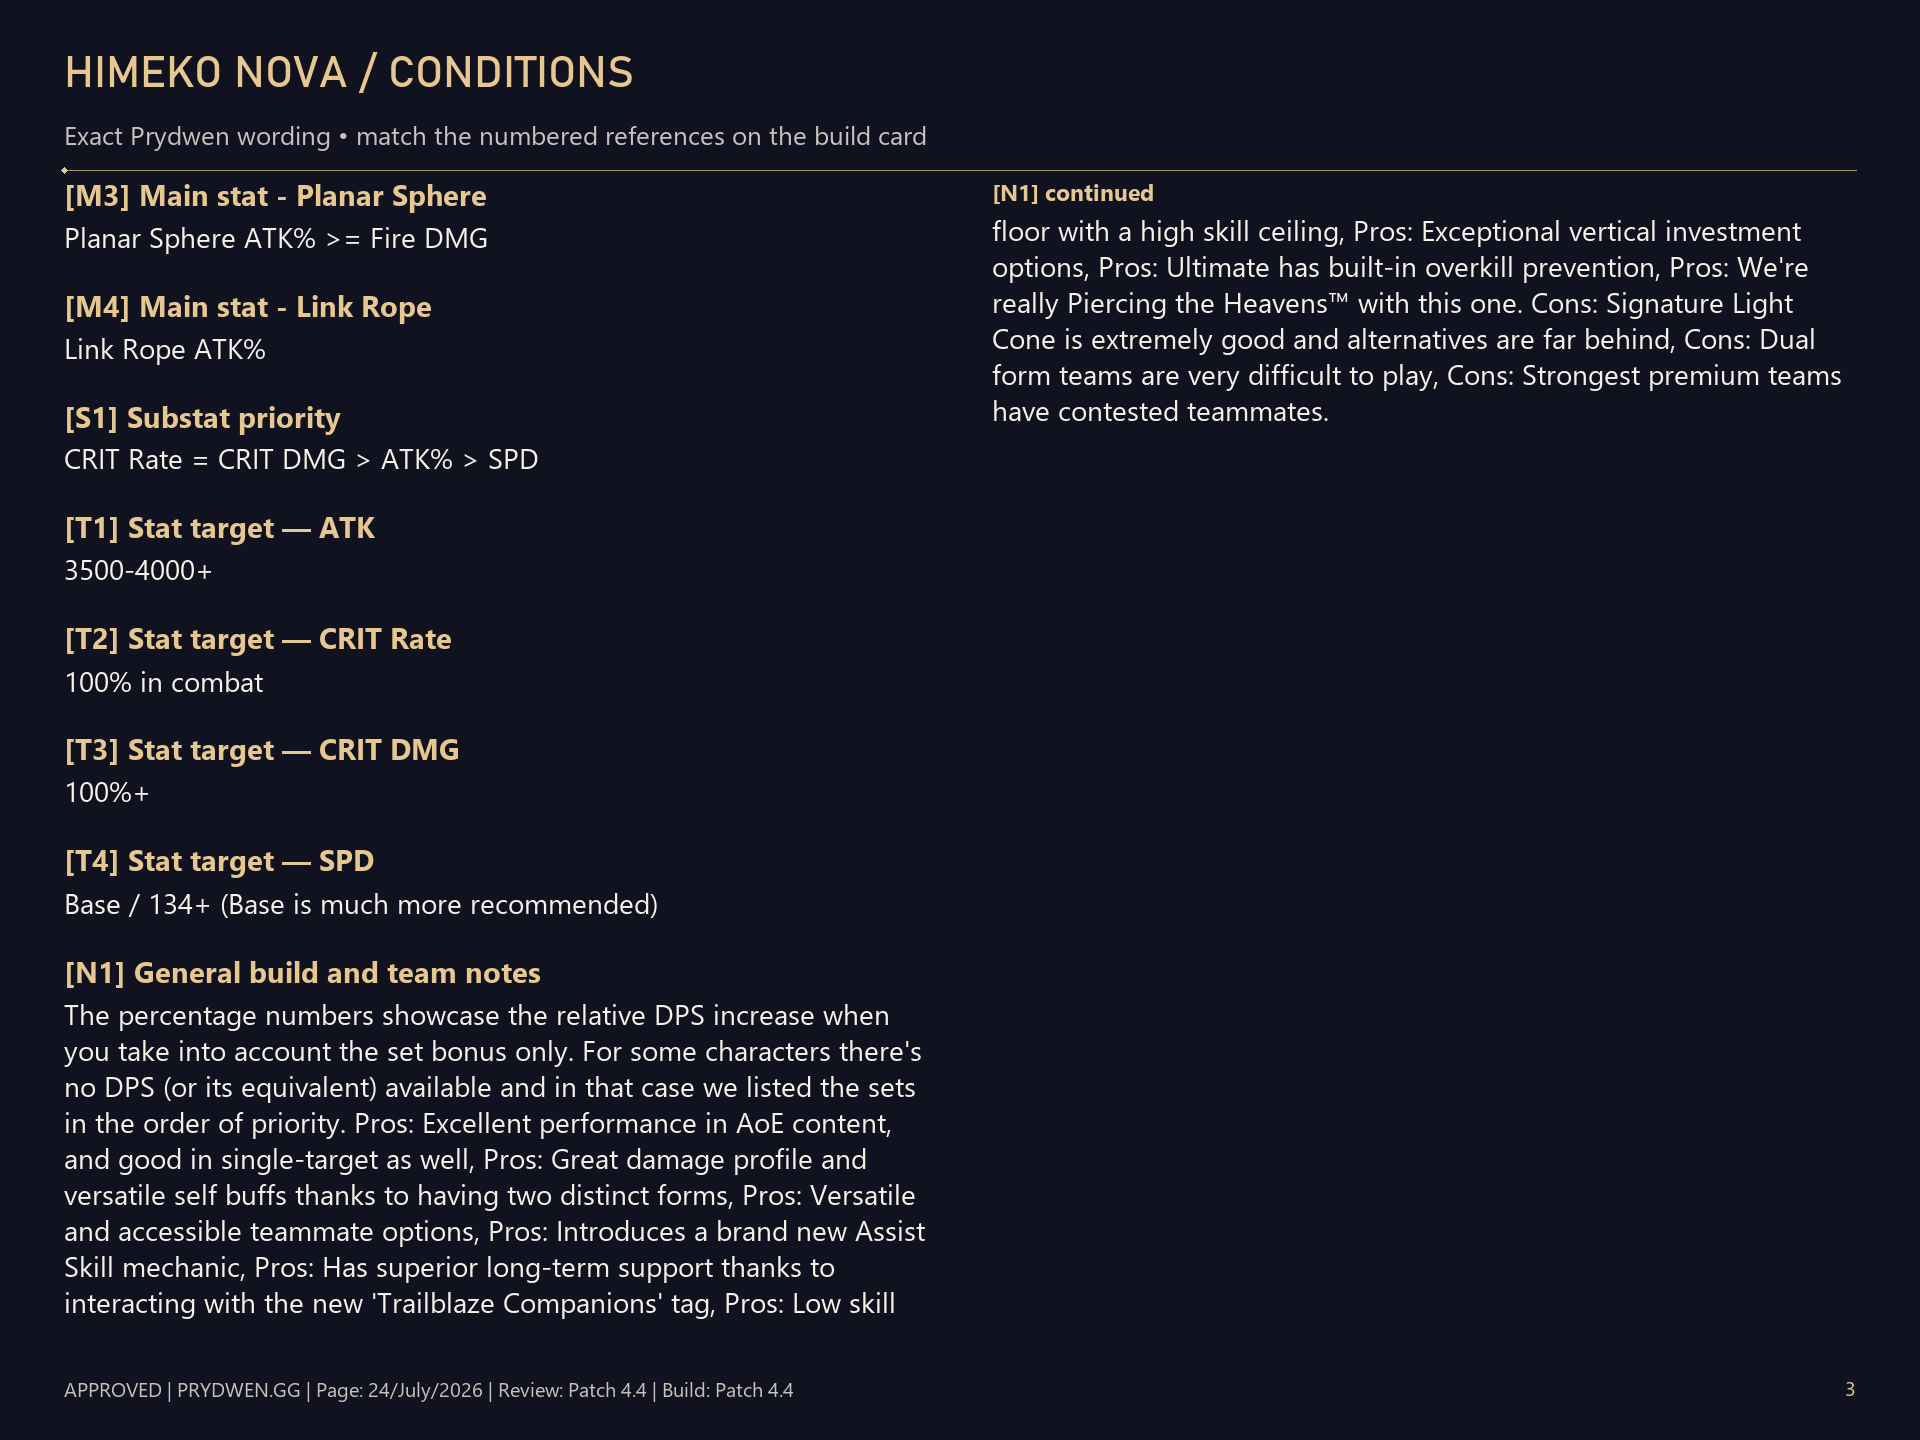 HIMEKO NOVA / CONDITIONS
Exact Prydwen wording • match the numbered references on the build card
[M3] Main stat - Planar Sphere
Planar Sphere ATK% >= Fire DMG
[M4] Main stat - Link Rope
Link Rope ATK%
[S1] Substat priority
CRIT Rate = CRIT DMG > ATK% > SPD
[T1] Stat target — ATK
3500-4000+
[T2] Stat target — CRIT Rate
100% in combat
[T3] Stat target — CRIT DMG
100%+
[T4] Stat target — SPD
Base / 134+ (Base is much more recommended)
[N1] General build and team notes
The percentage numbers showcase the relative DPS increase when
you take into account the set bonus only. For some characters there's
no DPS (or its equivalent) available and in that case we listed the sets
in the order of priority. Pros: Excellent performance in AoE content,
and good in single-target as well, Pros: Great damage profile and
versatile self buffs thanks to having two distinct forms, Pros: Versatile
and accessible teammate options, Pros: Introduces a brand new Assist
Skill mechanic, Pros: Has superior long-term support thanks to
interacting with the new 'Trailblaze Companions' tag, Pros: Low skill
[N1] continued
floor with a high skill ceiling, Pros: Exceptional vertical investment
options, Pros: Ultimate has built-in overkill prevention, Pros: We're
really Piercing the Heavens™ with this one. Cons: Signature Light
Cone is extremely good and alternatives are far behind, Cons: Dual
form teams are very difficult to play, Cons: Strongest premium teams
have contested teammates.
APPROVED | PRYDWEN.GG | Page: 24/July/2026 | Review: Patch 4.4 | Build: Patch 4.4
3